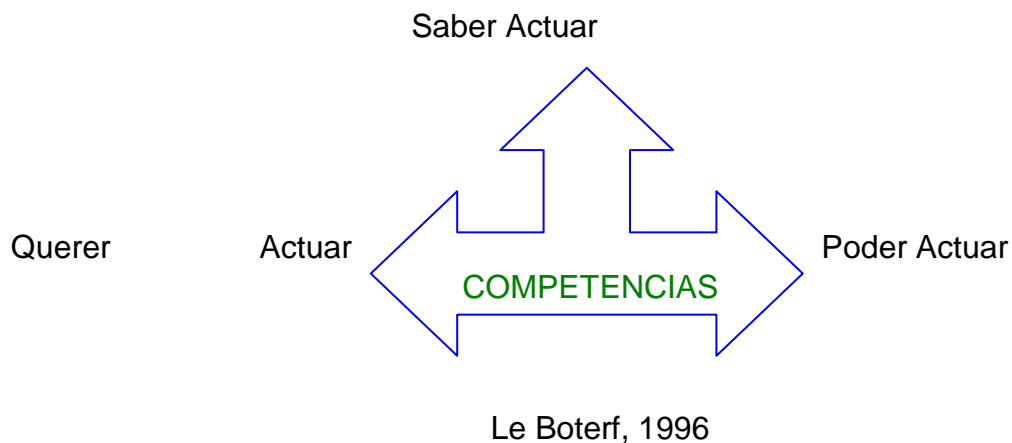 Saber Actuar
Querer Actuar
Poder Actuar
COMPETENCIAS
Le Boterf, 1996